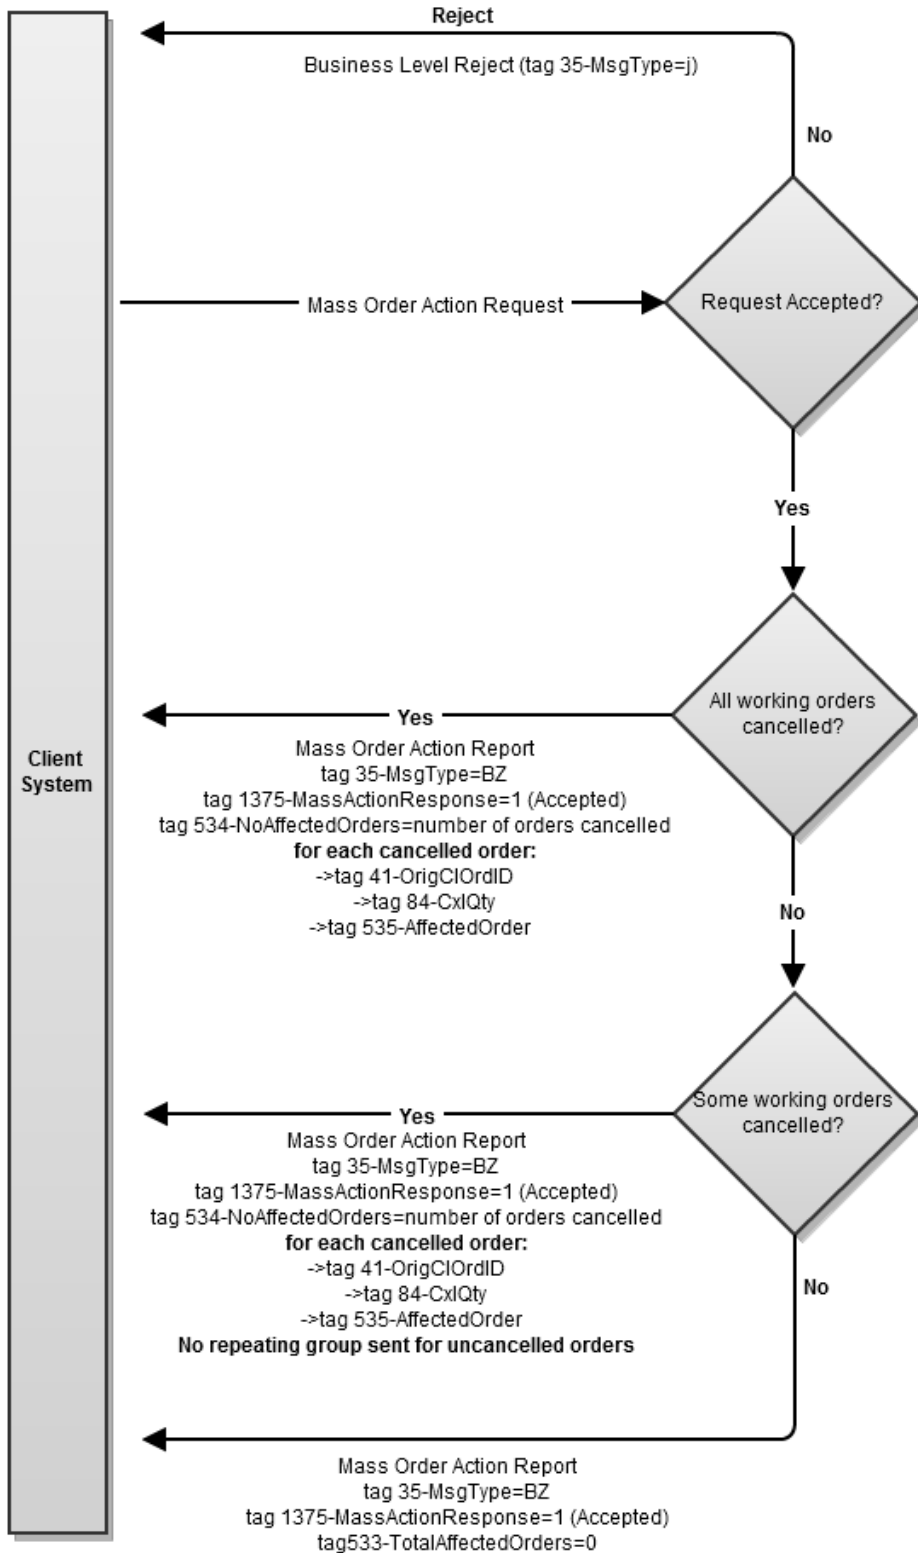 Reject
Business Level Reject (tag 35-MsgType=j)
No
Mass Order Action Request
Request Accepted?
Yes
All working orders
cancelled?
Yes
Mass Order Action Report
tag 35-MsgType=BZ
tag 1375-MassActionResponse=1 (Accepted)
tag 534-NoAffectedOrders=number of orders cancelled
for each cancelled order:
->tag 41-OrigClOrdID
->tag 84-CxlQty
->tag 535-AffectedOrder
Client
System
No
Some working orders
cancelled?
Yes
Mass Order Action Report
tag 35-MsgType=BZ
tag 1375-MassActionResponse=1 (Accepted)
tag 534-NoAffectedOrders=number of orders cancelled
for each cancelled order:
->tag 41-OrigClOrdID
->tag 84-CxlQty
->tag 535-AffectedOrder
No repeating group sent for uncancelled orders
No
Mass Order Action Report
tag 35-MsgType=BZ
tag 1375-MassActionResponse=1 (Accepted)
tag533-TotalAffectedOrders=0